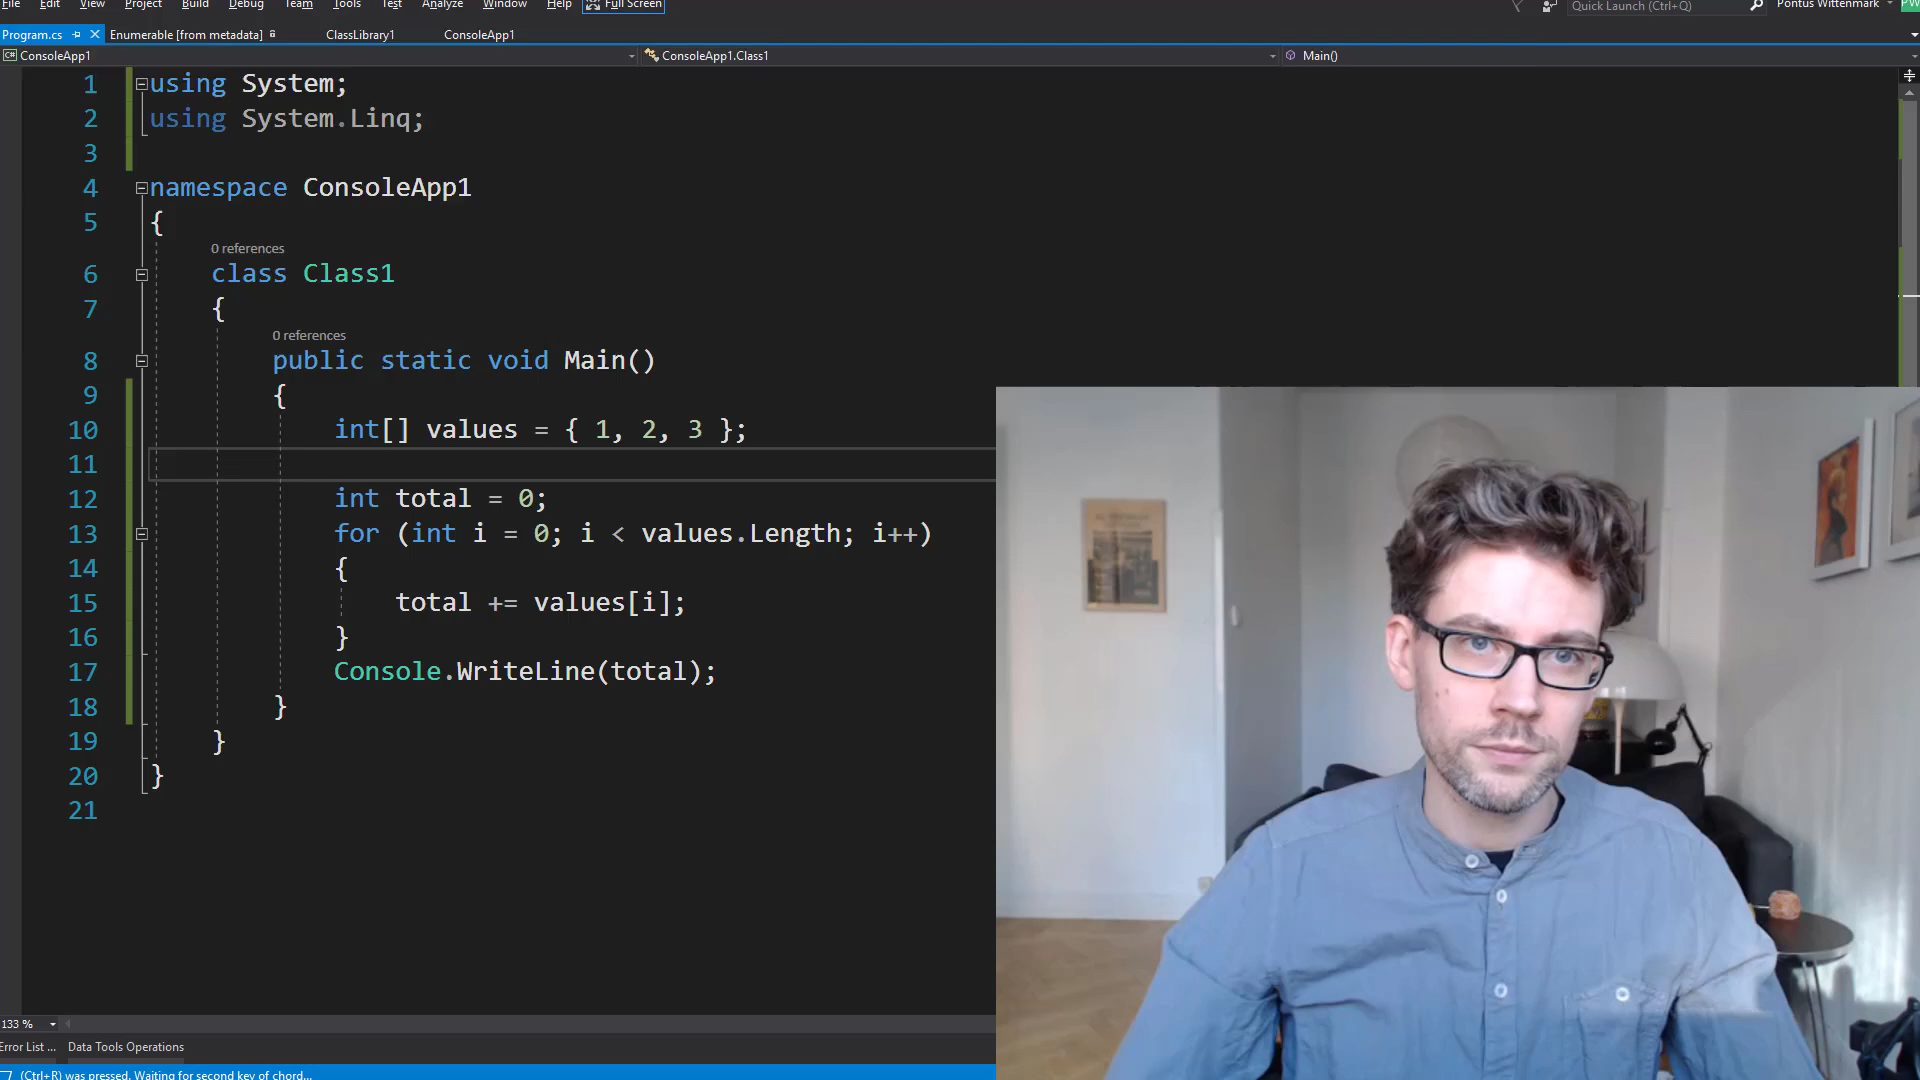 File Edit View Project Build Debug Team Tools Test Analyze Window Help Full Screen Quick Launch (Ctrl+Q) Pontus Wittenmark PW
Program.cs Enumerable [from metadata] ClassLibrary1 ConsoleApp1
C# ConsoleApp1 ConsoleApp1.Class1 Main()
1 using System;
2 using System.Linq;
3
4 namespace ConsoleApp1
5 {
0 references
6 class Class1
7 {
0 references
8 public static void Main()
9 {
10 int[] values = { 1, 2, 3 };
11
12 int total = 0;
13 for (int i = 0; i < values.Length; i++)
14 {
15 total += values[i];
16 }
17 Console.WriteLine(total);
18 }
19 }
20 }
21
133 %
Error List ... Data Tools Operations
(Ctrl+R) was pressed. Waiting for second key of chord...